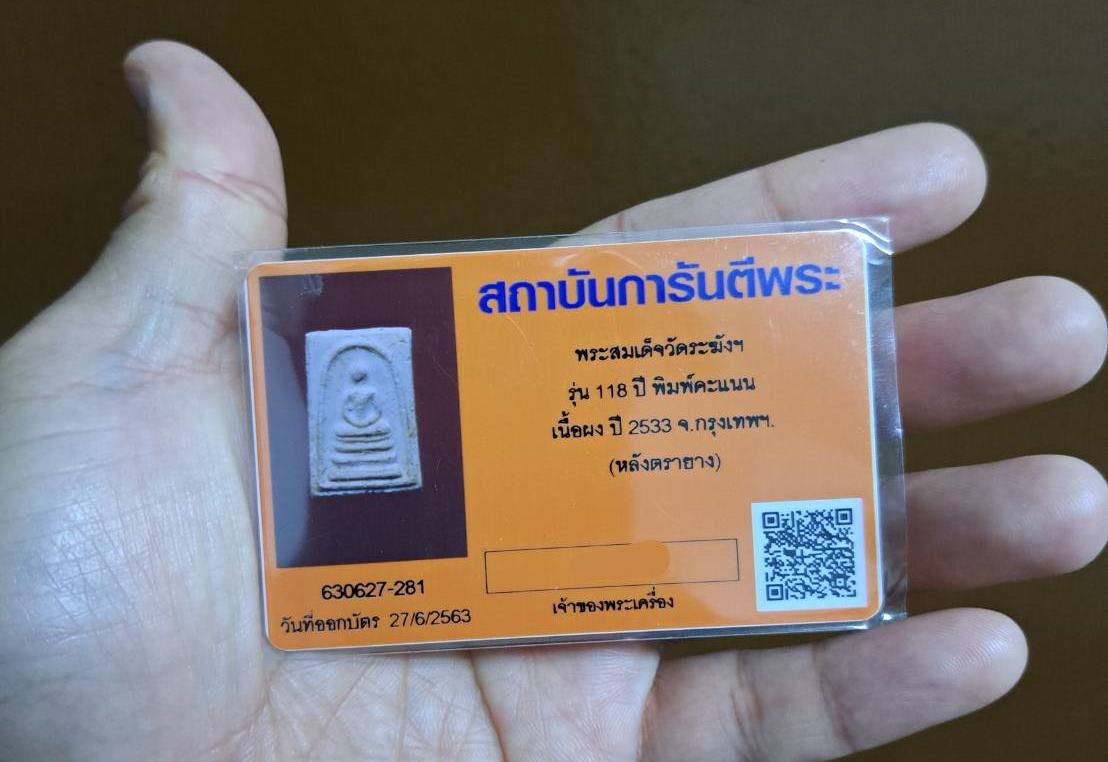 สถาบันการันตีพระ
พระสมเด็จวัดระฆังฯ
รุ่น 118 ปี พิมพ์คะแนน
เนื้อผง ปี 2533 จ.กรุงเทพฯ.
(หลังตรายาง)
630627-281
วันที่ออกบัตร 27/6/2563
เจ้าของพระเครื่อง